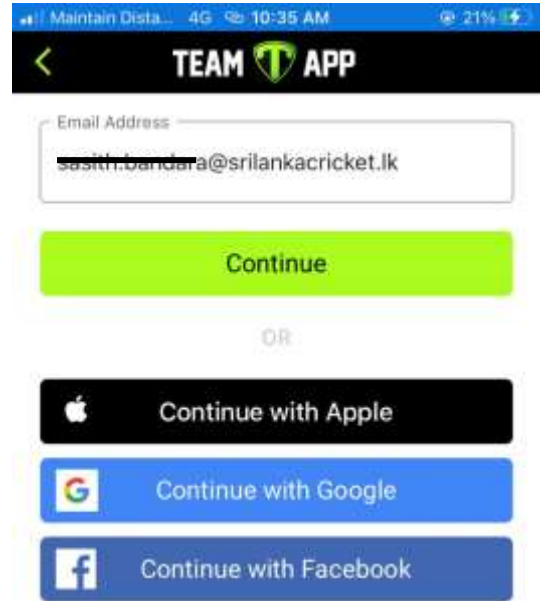 Maintain Dista... 4G 10:35 AM 21%
TEAM T APP
Email Address
a@srilankacricket.lk
Continue
OR
Continue with Apple
G Continue with Google
f Continue with Facebook